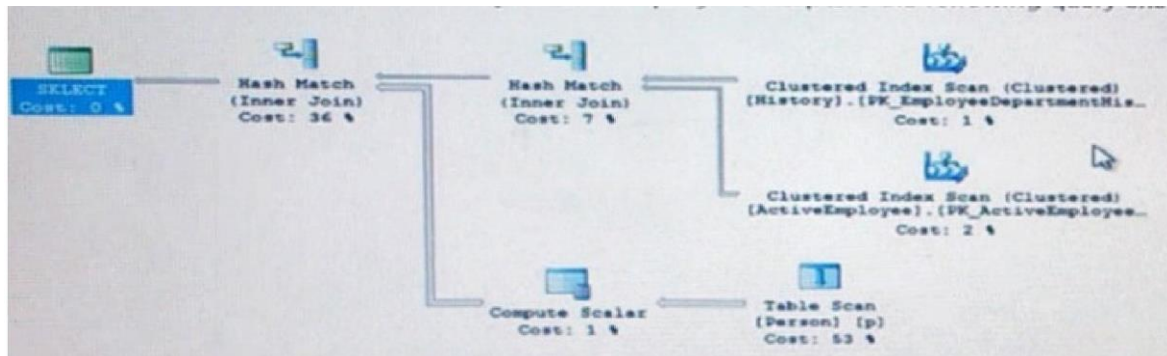 SELECT
Cost: 0 %
Hash Match
(Inner Join)
Cost: 36 %
Hash Match
(Inner Join)
Cost: 7 %
Clustered Index Scan (Clustered)
[History].[PK_EmployeeDepartmentHis…
Cost: 1 %
Clustered Index Scan (Clustered)
[ActiveEmployee].[PK_ActiveEmployee…
Cost: 2 %
Compute Scalar
Cost: 1 %
Table Scan
[Person] [p]
Cost: 53 %